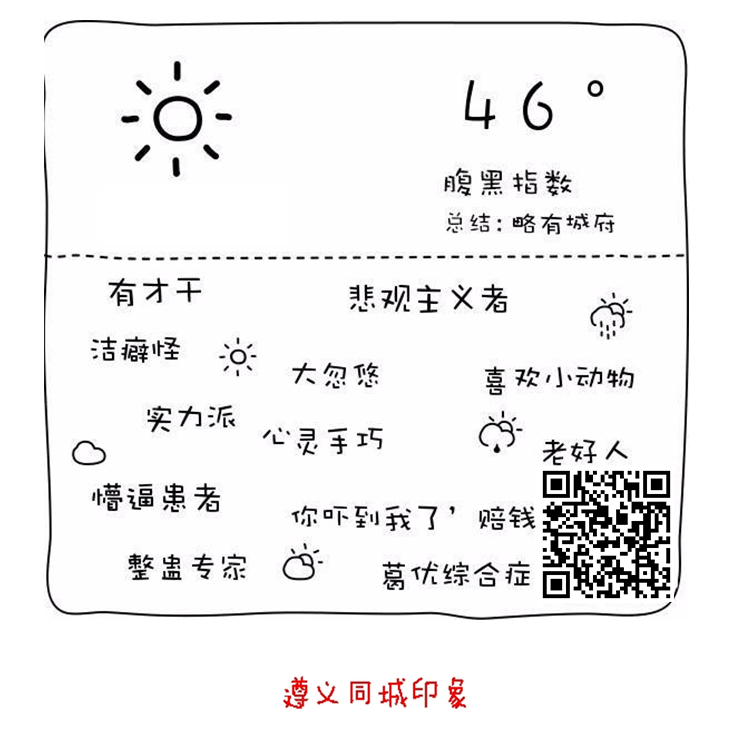 46°
腹黑指数
总结：略有城府
有才干
悲观主义者
洁癖怪
大忽悠
喜欢小动物
实力派
心灵手巧
老好人
懵逼患者
你吓到我了，赔钱
整蛊专家
葛优综合症
遵义同城印象